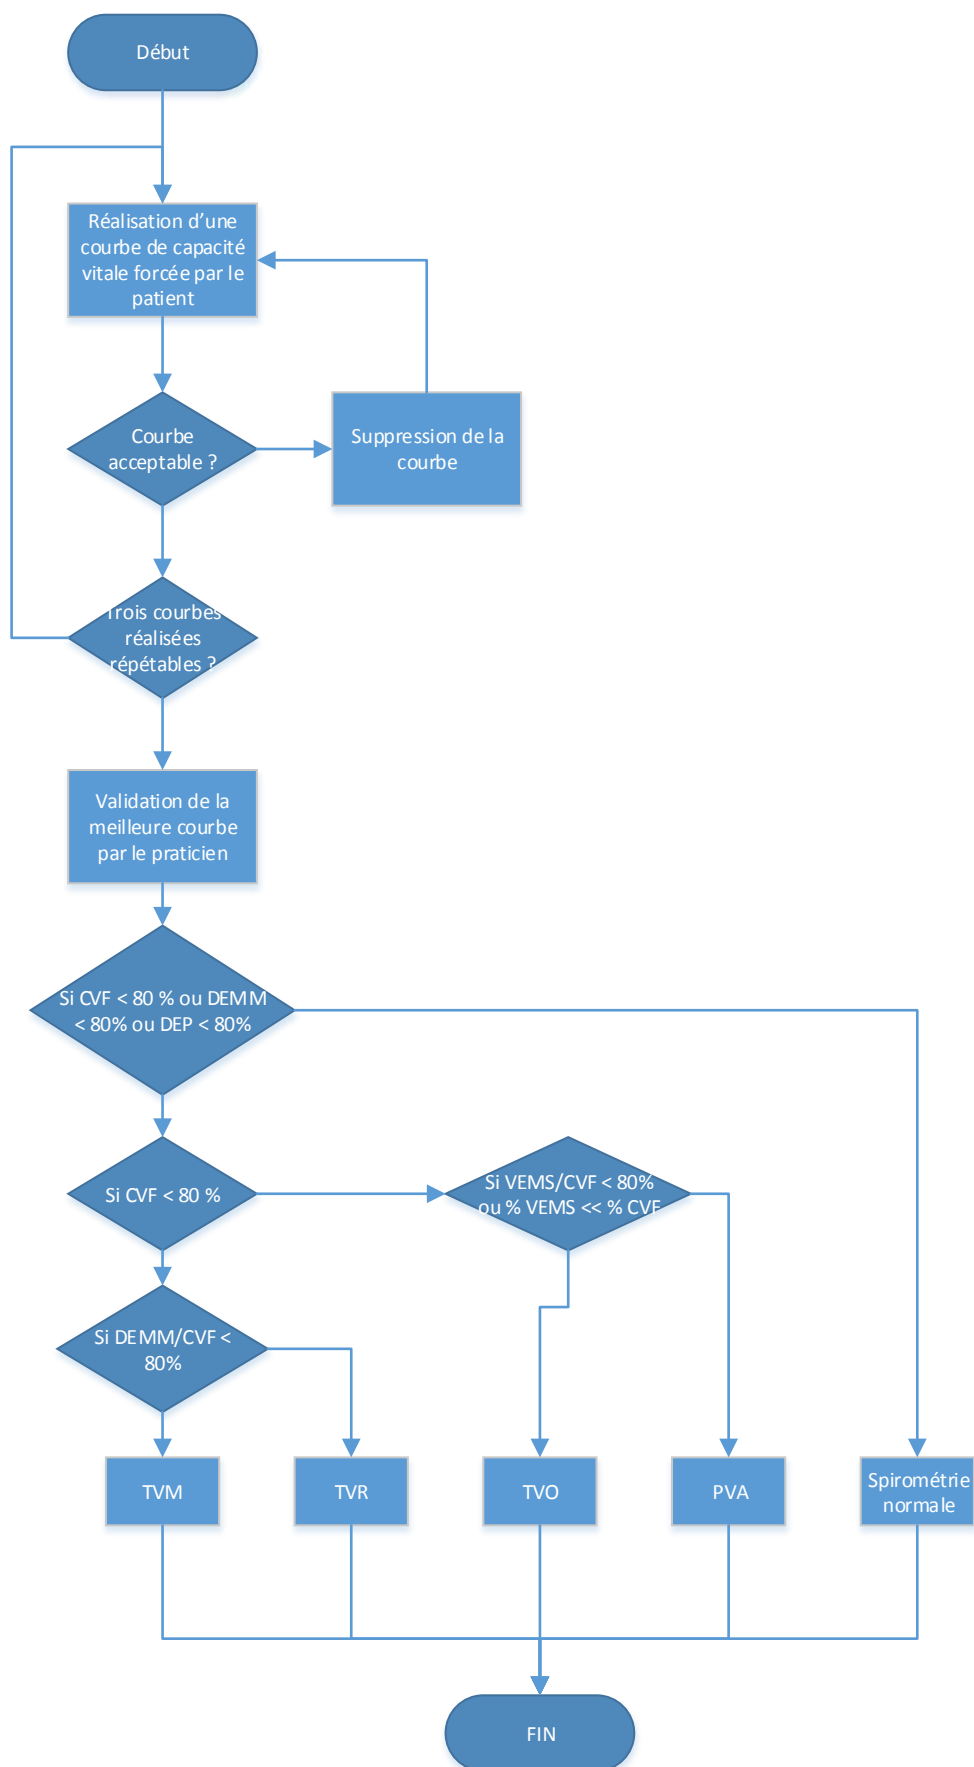 Début
Réalisation d’une
courbe de capacité
vitale forcée par le
patient
Courbe
acceptable ?
Suppression de la
courbe
Trois courbes
réalisées
répétables ?
Validation de la
meilleure courbe
par le praticien
Si CVF < 80 % ou DEMM
< 80% ou DEP < 80%
Si CVF < 80 %
Si VEMS/CVF < 80%
ou % VEMS << % CVF
Si DEMM/CVF <
80%
TVM
TVR
TVO
PVA
Spirométrie
normale
FIN